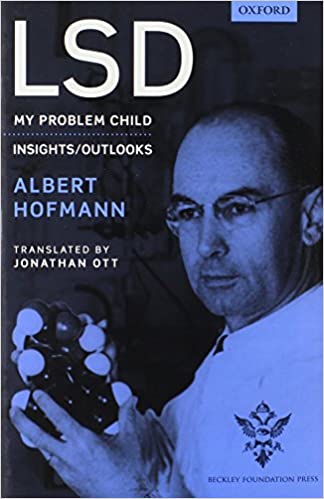 OXFORD
LSD
MY PROBLEM CHILD
INSIGHTS/OUTLOOKS
ALBERT
HOFMANN
TRANSLATED BY
JONATHAN OTT
BECKLEY FOUNDATION PRESS